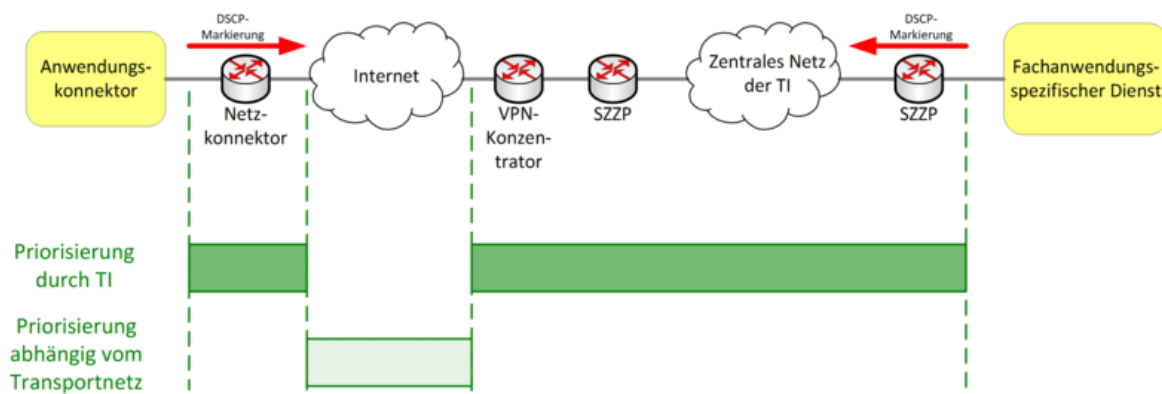 DSCP-
Markierung
DSCP-
Markierung
Anwendungs-
konnektor
Internet
Zentrales Netz
der TI
Fachanwendungs-
spezifischer Dienst
Netz-
konnektor
VPN-
Konzen-
trator
SZZP
SZZP
Priorisierung
durch TI
Priorisierung
abhängig vom
Transportnetz